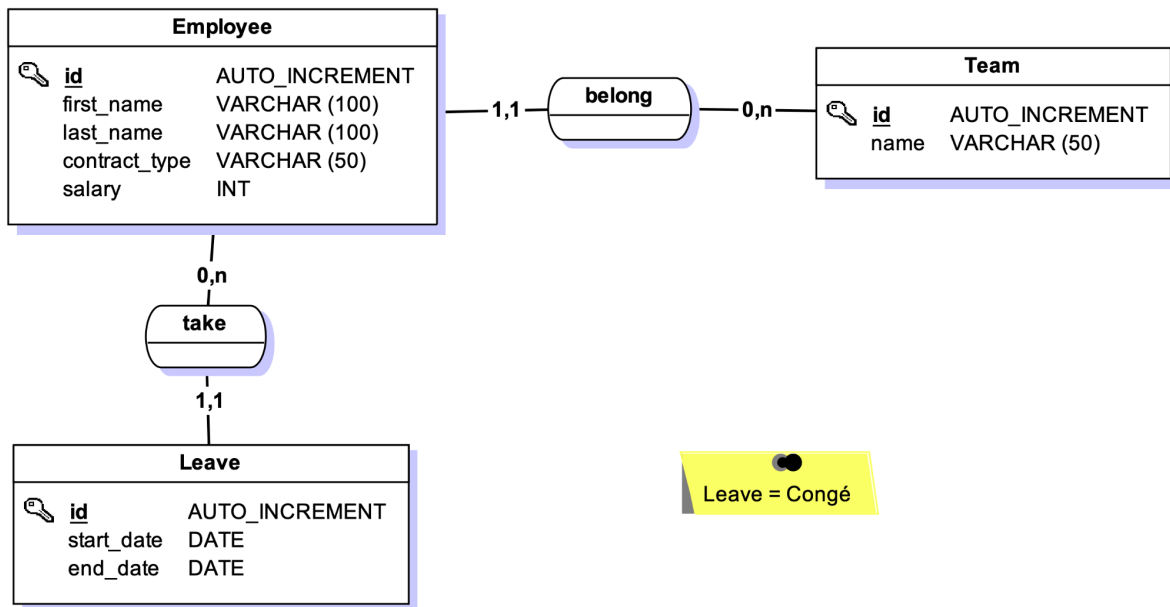 Employee
id AUTO_INCREMENT
first_name VARCHAR (100)
last_name VARCHAR (100)
contract_type VARCHAR (50)
salary INT
1,1
belong
0,n
Team
id AUTO_INCREMENT
name VARCHAR (50)
0,n
take
1,1
Leave
id AUTO_INCREMENT
start_date DATE
end_date DATE
Leave = Congé